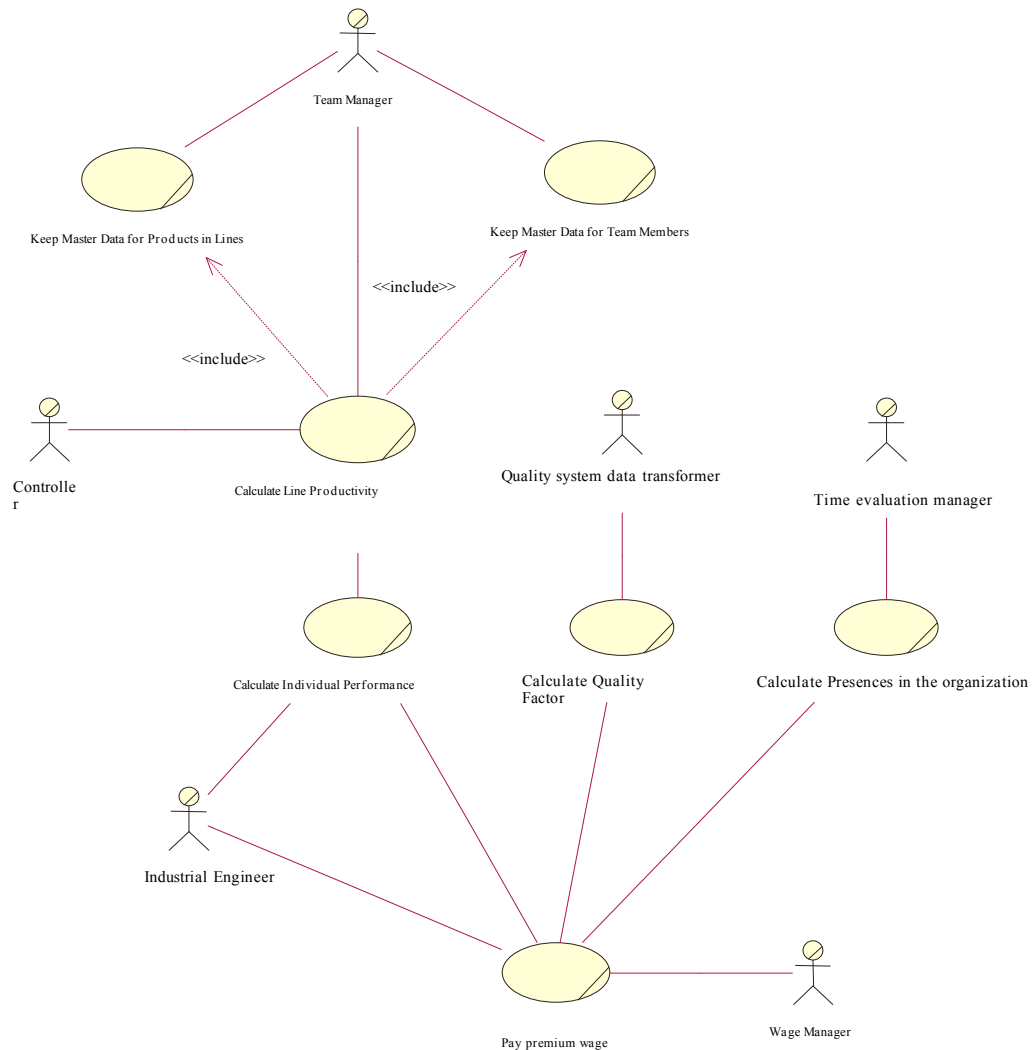 Team Manager
Keep Master Data for Products in Lines
Keep Master Data for Team Members
<<include>>
<<include>>
Controlle
r
Calculate Line Productivity
Quality system data transformer
Time evaluation manager
Calculate Individual Performance
Calculate Quality
Factor
Calculate Presences in the organization
Industrial Engineer
Pay premium wage
Wage Manager